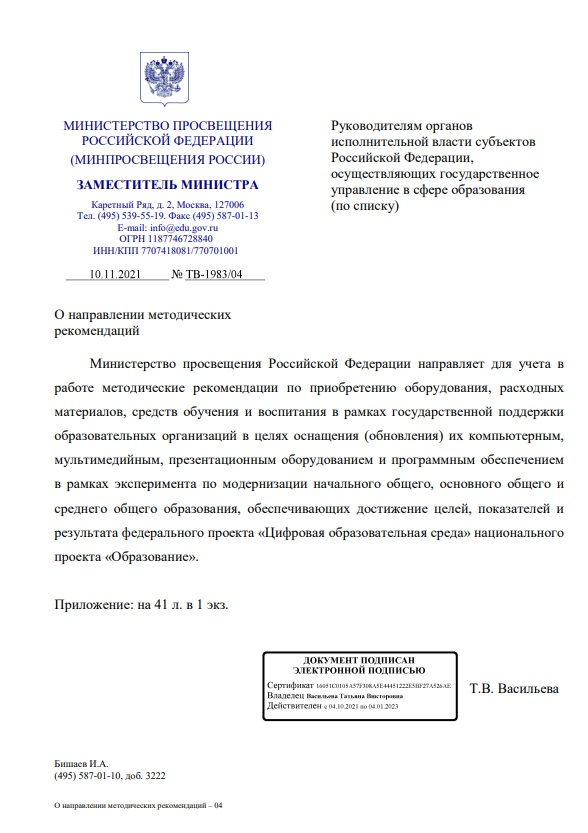 МИНИСТЕРСТВО ПРОСВЕЩЕНИЯ
РОССИЙСКОЙ ФЕДЕРАЦИИ
(МИНПРОСВЕЩЕНИЯ РОССИИ)
ЗАМЕСТИТЕЛЬ МИНИСТРА
Каретный Ряд, д. 2, Москва, 127006
Тел. (495) 539-55-19. Факс (495) 587-01-13
E-mail: info@edu.gov.ru
ОГРН 1187746728840
ИНН/КПП 7707418081/770701001
10.11.2021 № ТВ-1983/04
Руководителям органов
исполнительной власти субъектов
Российской Федерации,
осуществляющих государственное
управление в сфере образования
(по списку)
О направлении методических
рекомендаций
Министерство просвещения Российской Федерации направляет для учета в
работе методические рекомендации по приобретению оборудования, расходных
материалов, средств обучения и воспитания в рамках государственной поддержки
образовательных организаций в целях оснащения (обновления) их компьютерным,
мультимедийным, презентационным оборудованием и программным обеспечением
в рамках эксперимента по модернизации начального общего, основного общего и
среднего общего образования, обеспечивающих достижение целей, показателей и
результата федерального проекта «Цифровая образовательная среда» национального
проекта «Образование».
Приложение: на 41 л. в 1 экз.
ДОКУМЕНТ ПОДПИСАН
ЭЛЕКТРОННОЙ ПОДПИСЬЮ
Сертификат 16051C0105A57F308A5E44451222E5BF27A526AE
Владелец Васильева Татьяна Викторовна
Действителен с 04.10.2021 по 04.01.2023
Т.В. Васильева
Бишаев И.А.
(495) 587-01-10, доб. 3222
О направлении методических рекомендаций – 04